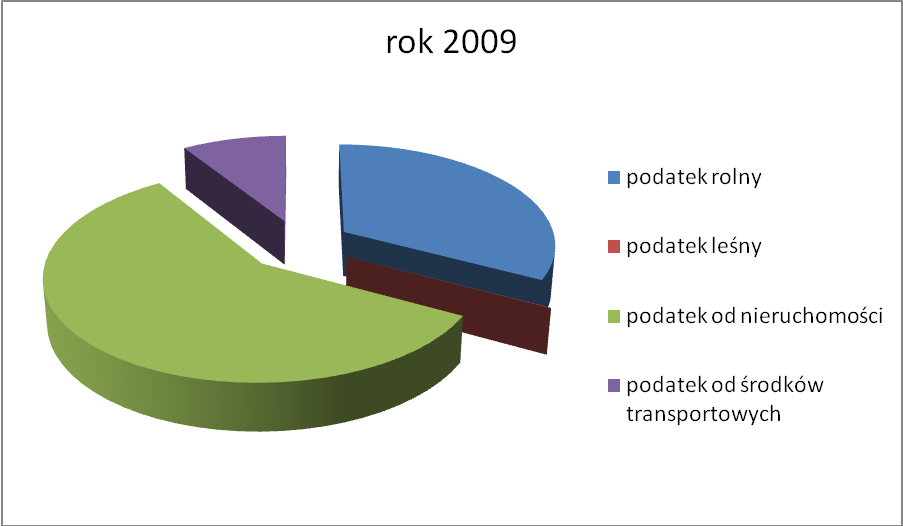 rok 2009
podatek rolny
podatek leśny
podatek od nieruchomości
podatek od środków
transportowych